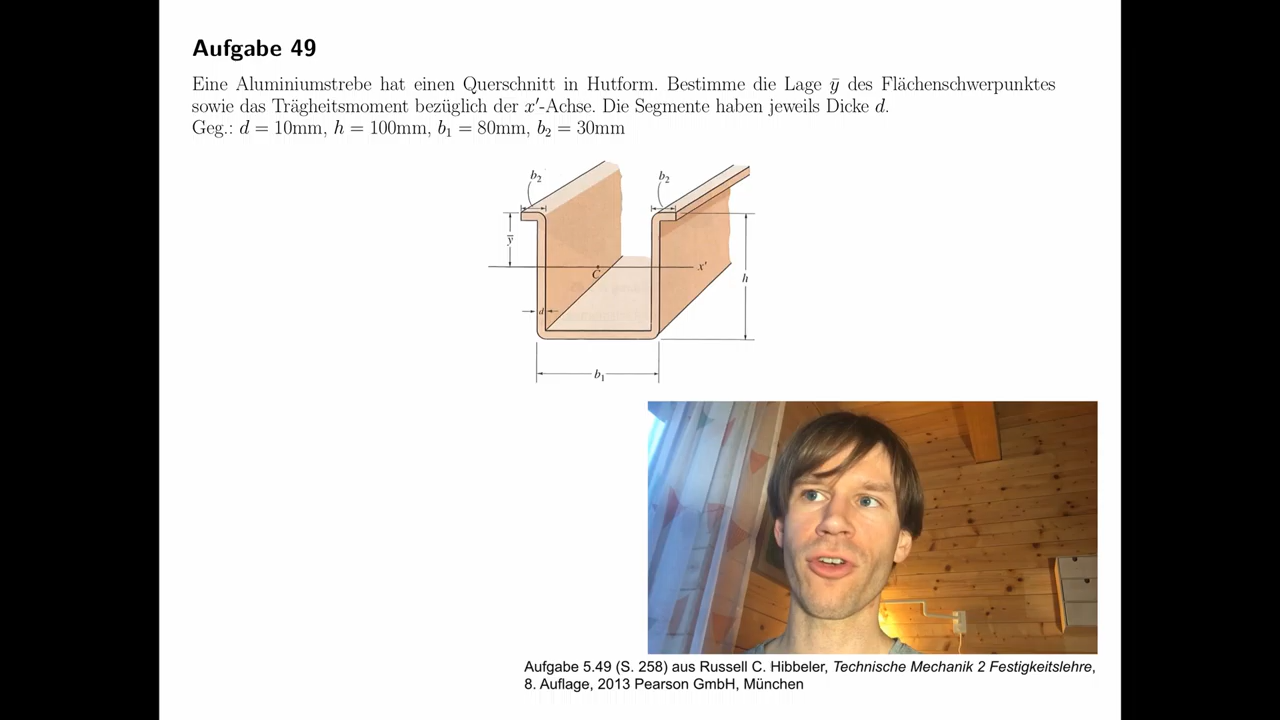 Aufgabe 49
Eine Aluminiumstrebe hat einen Querschnitt in Hutform. Bestimme die Lage ȳ des Flächenschwerpunktes
sowie das Trägheitsmoment bezüglich der x′-Achse. Die Segmente haben jeweils Dicke d.
Geg.: d = 10mm, h = 100mm, b₁ = 80mm, b₂ = 30mm
b₂
b₂
ȳ
C
x′
h
d
b₁
Aufgabe 5.49 (S. 258) aus Russell C. Hibbeler, Technische Mechanik 2 Festigkeitslehre,
8. Auflage, 2013 Pearson GmbH, München